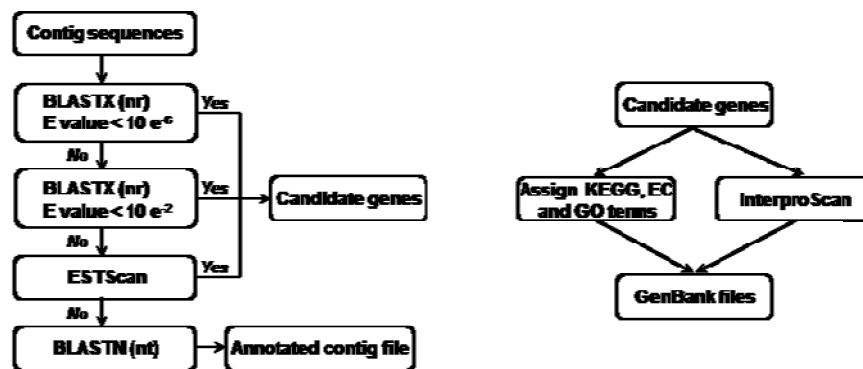 Contig sequences
BLASTX (nr)
E value < 10 e-6
Yes
No
BLASTX (nr)
E value < 10 e-2
Yes
Candidate genes
No
ESTScan
Yes
No
BLASTN (nt)
Annotated contig file
Candidate genes
Assign KEGG, EC
and GO terms
InterproScan
GenBank files